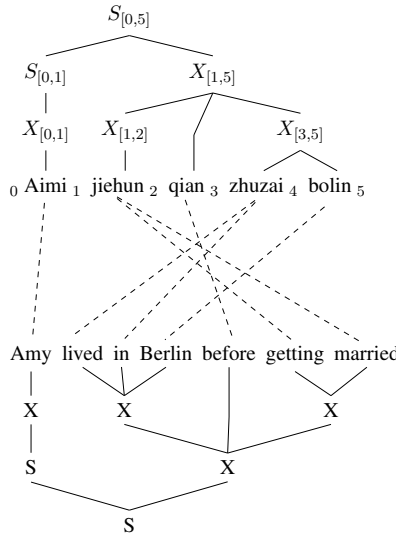 S[0,5]
S[0,1] X[1,5]
X[0,1] X[1,2] X[3,5]
0 Aimi 1 jiehun 2 qian 3 zhuzai 4 bolin 5
Amy lived in Berlin before getting married
X X X
S X
S